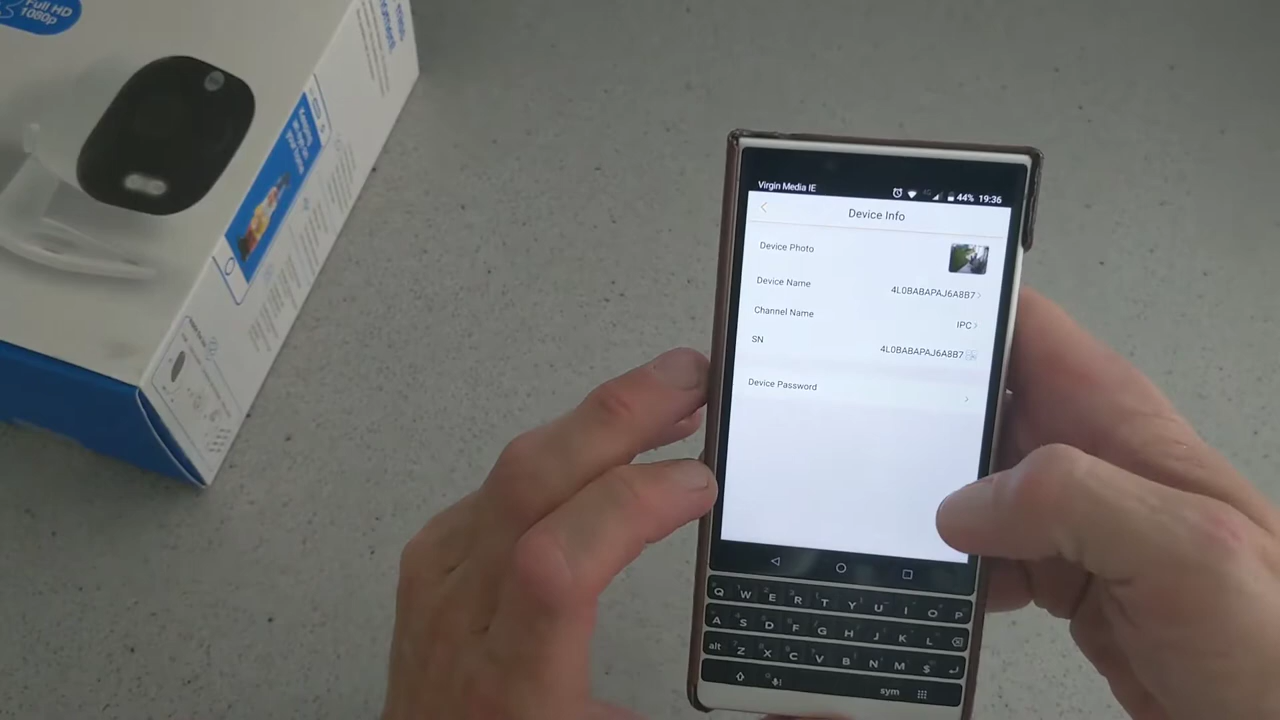 Full HD
1080p
Virgin Media IE
44% 19:36
Device Info
Device Photo
Device Name
4L0BABAPAJ6A8B7
Channel Name
IPC
SN
4L0BABAPAJ6A8B7
Device Password
Q W E R T Y U I O P
A S D F G H J K L
alt Z X C V B N M $
sym